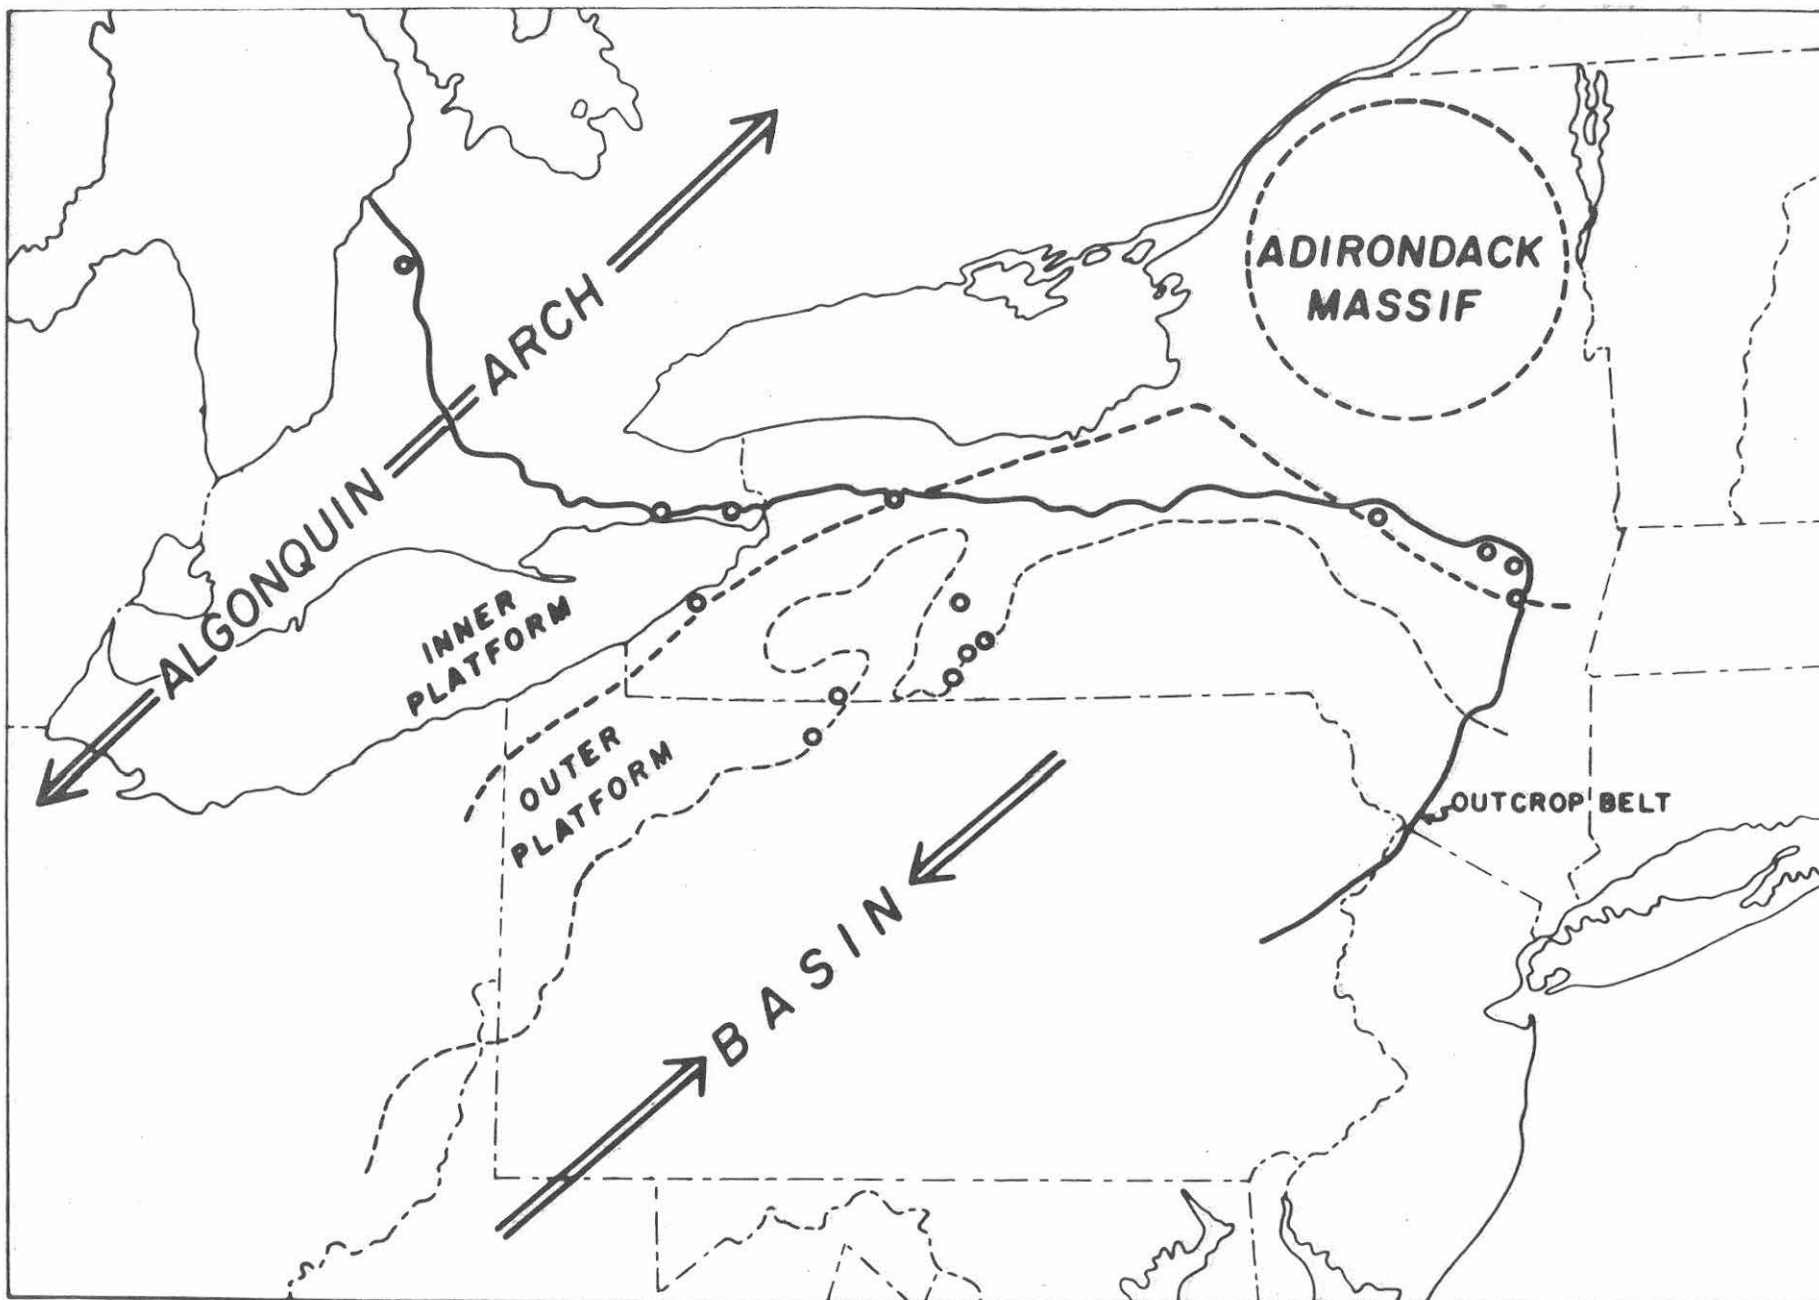 ADIRONDACK
MASSIF
ALGONQUIN ARCH
INNER
PLATFORM
OUTER
PLATFORM
OUTCROP BELT
BASIN